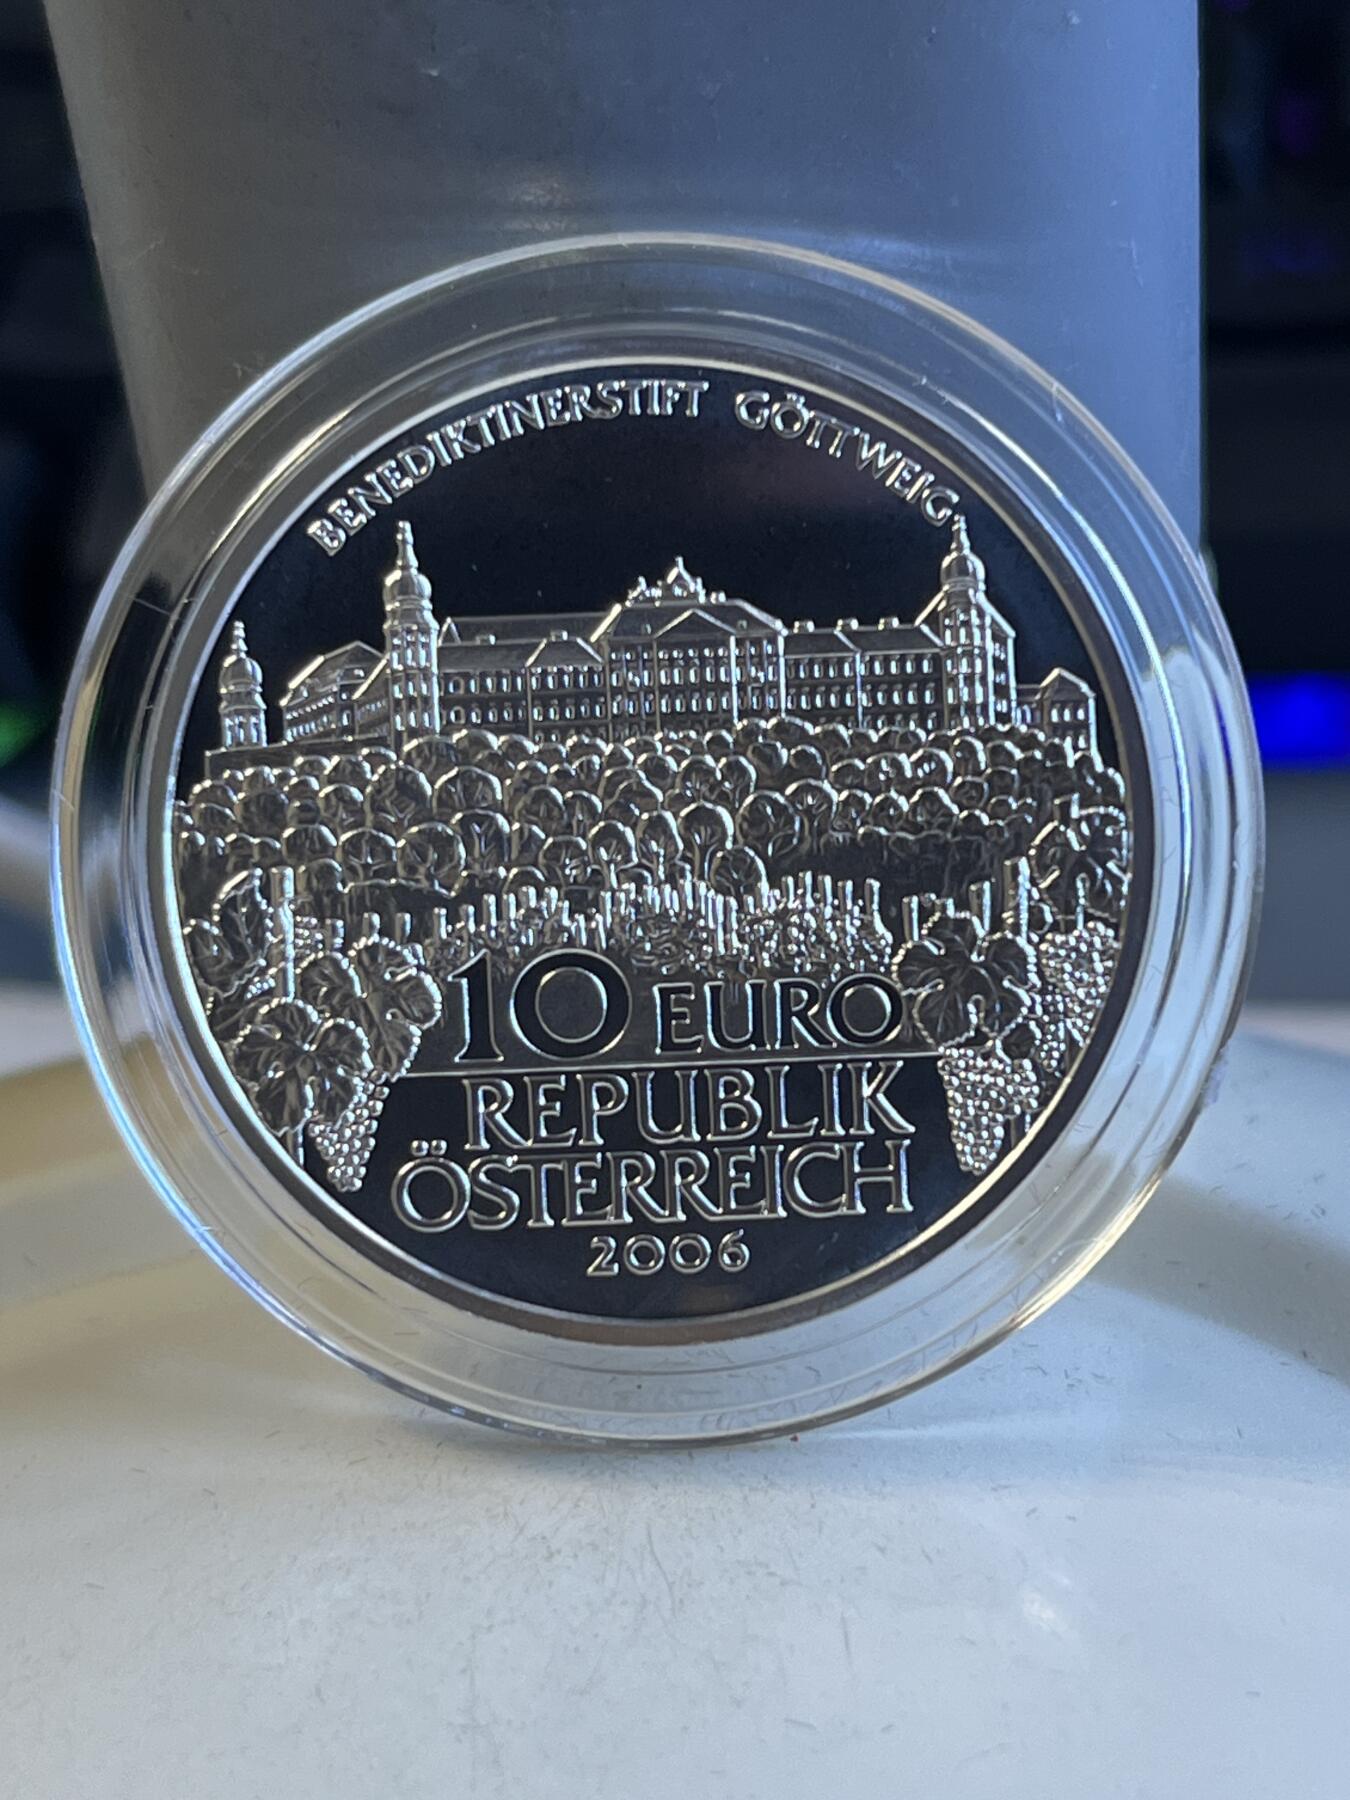 BENEDIKTINERSTIFT GÖTTWEIG
10 EURO
REPUBLIK
ÖSTERREICH
2006